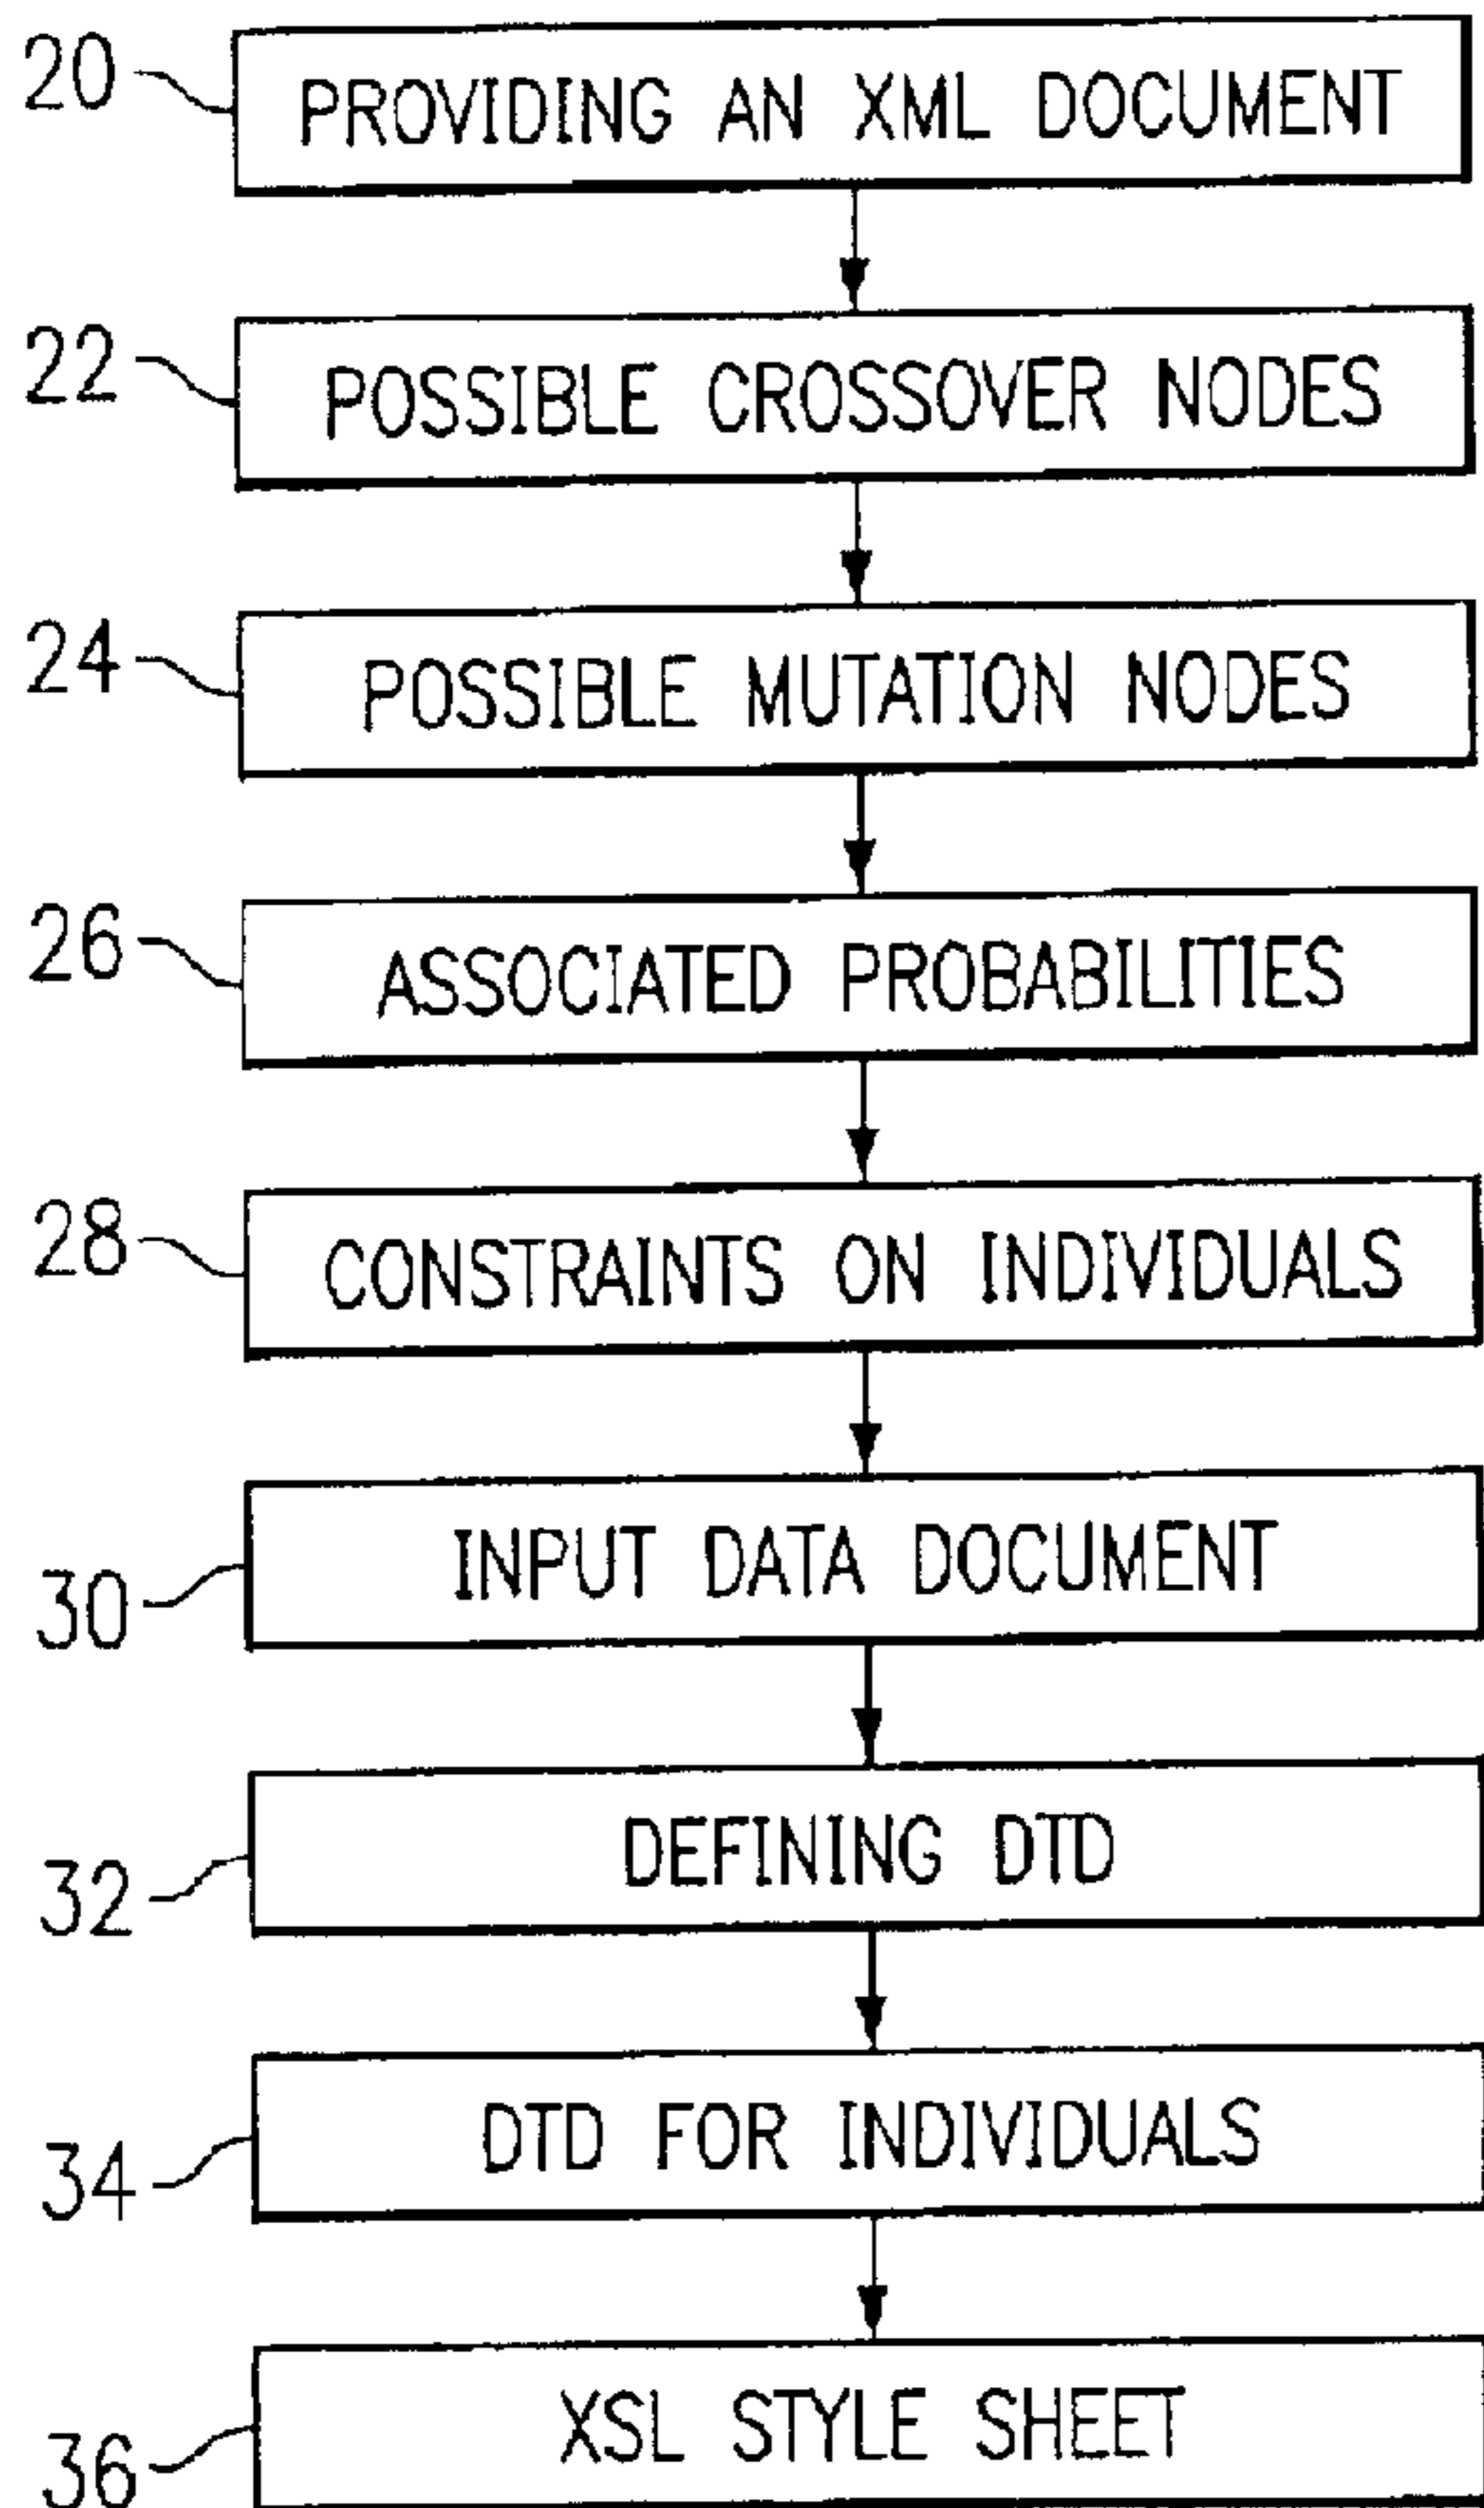 20 PROVIDING AN XML DOCUMENT
22 POSSIBLE CROSSOVER NODES
24 POSSIBLE MUTATION NODES
26 ASSOCIATED PROBABILITIES
28 CONSTRAINTS ON INDIVIDUALS
30 INPUT DATA DOCUMENT
32 DEFINING DTD
34 DTD FOR INDIVIDUALS
36 XSL STYLE SHEET